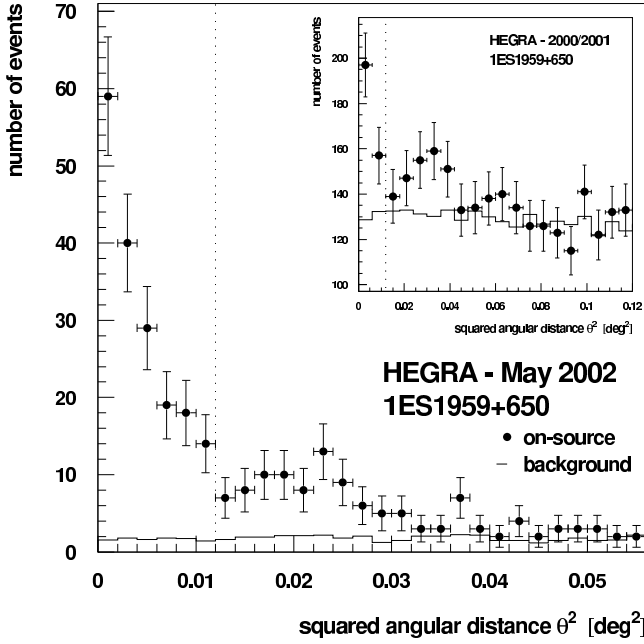 number of events
70
60
50
40
30
20
10
0
0
0.01
0.02
0.03
0.04
0.05
squared angular distance θ² [deg²]
HEGRA - May 2002
1ES1959+650
on-source
background
number of events
200
180
160
140
120
100
0
0.02
0.04
0.06
0.08
0.1
0.12
squared angular distance θ² [deg²]
HEGRA - 2000/2001
1ES1959+650